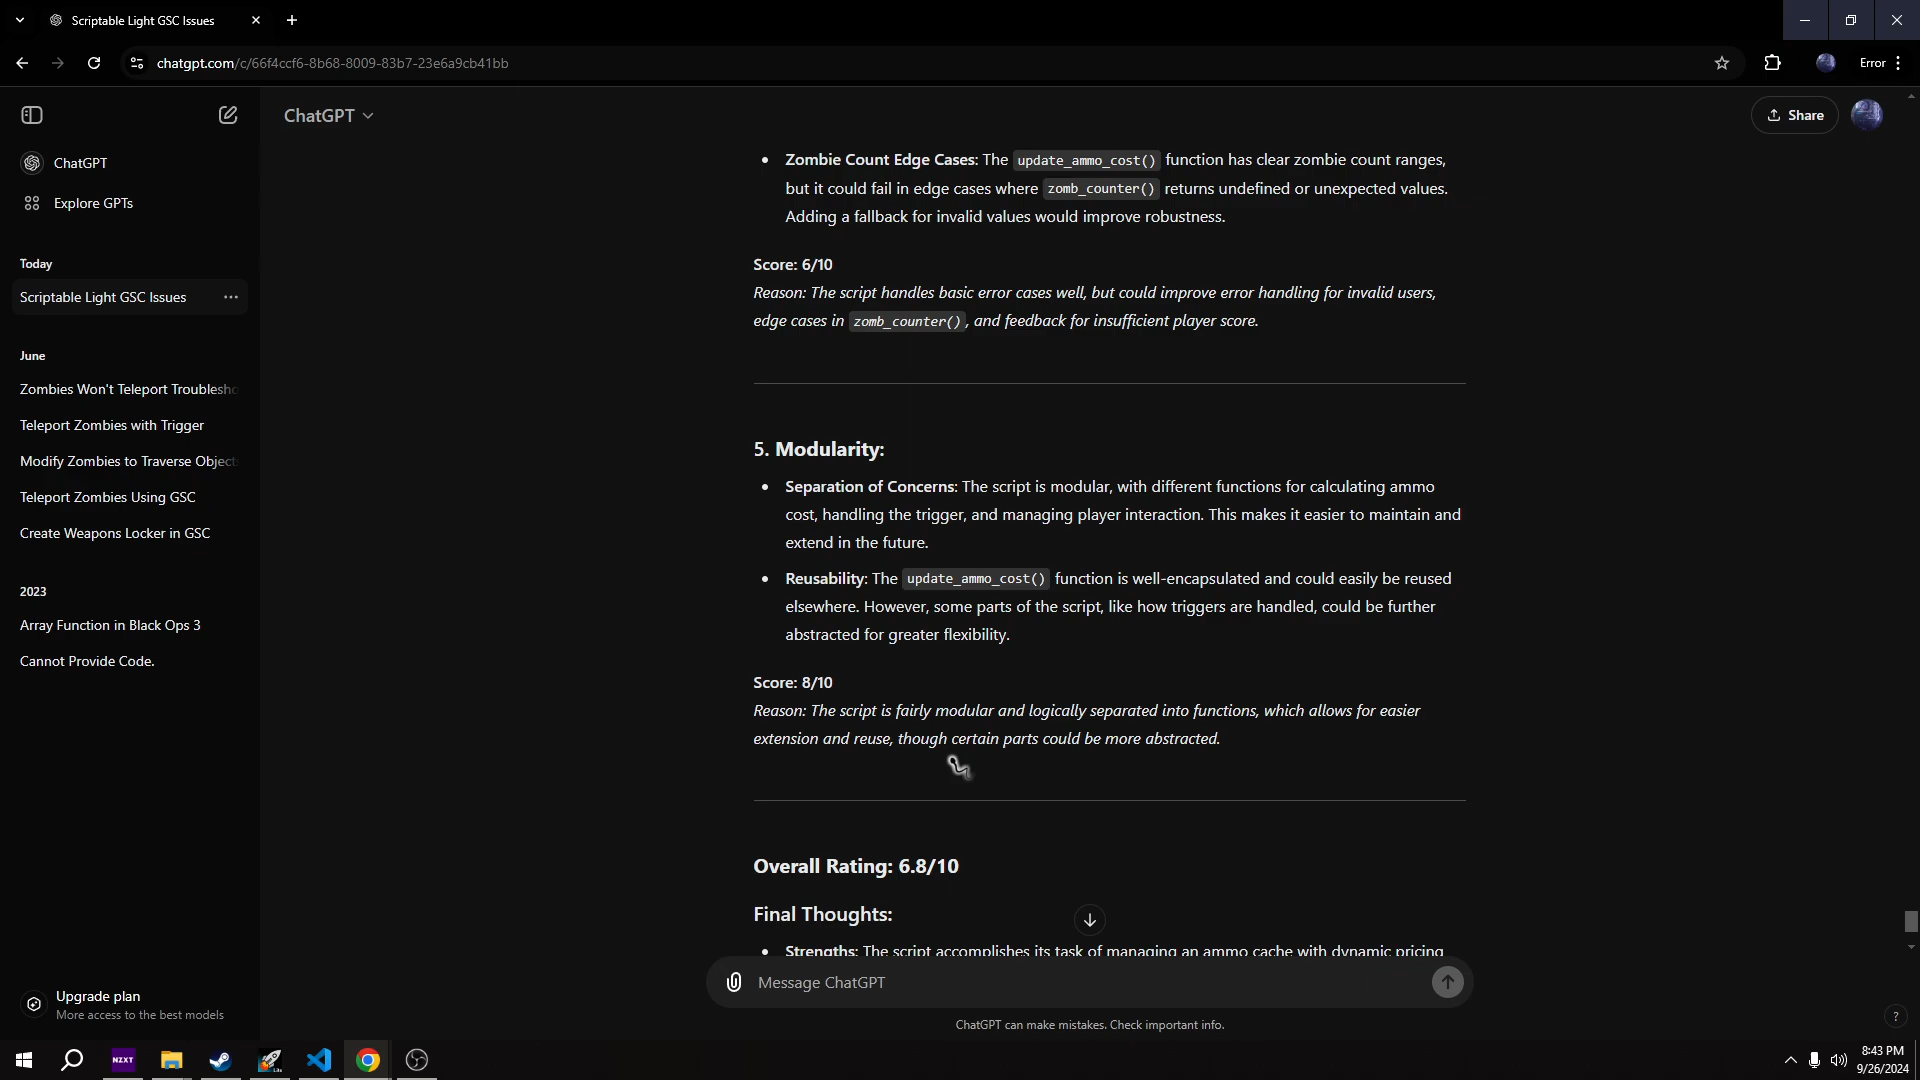 Scriptable Light GSC Issues
chatgpt.com/c/66f4ccf6-8b68-8009-83b7-23e6a9cb41bb
Error
ChatGPT
Share
ChatGPT
Explore GPTs
Today
Scriptable Light GSC Issues
June
Zombies Won't Teleport Troublesho
Teleport Zombies with Trigger
Modify Zombies to Traverse Object
Teleport Zombies Using GSC
Create Weapons Locker in GSC
2023
Array Function in Black Ops 3
Cannot Provide Code.
Upgrade plan
More access to the best models
Zombie Count Edge Cases: The update_ammo_cost() function has clear zombie count ranges,
but it could fail in edge cases where zomb_counter() returns undefined or unexpected values.
Adding a fallback for invalid values would improve robustness.
Score: 6/10
Reason: The script handles basic error cases well, but could improve error handling for invalid users,
edge cases in zomb_counter(), and feedback for insufficient player score.
5. Modularity:
Separation of Concerns: The script is modular, with different functions for calculating ammo
cost, handling the trigger, and managing player interaction. This makes it easier to maintain and
extend in the future.
Reusability: The update_ammo_cost() function is well-encapsulated and could easily be reused
elsewhere. However, some parts of the script, like how triggers are handled, could be further
abstracted for greater flexibility.
Score: 8/10
Reason: The script is fairly modular and logically separated into functions, which allows for easier
extension and reuse, though certain parts could be more abstracted.
Overall Rating: 6.8/10
Final Thoughts:
Strengths: The script accomplishes its task of managing an ammo cache with dynamic pricing
Message ChatGPT
ChatGPT can make mistakes. Check important info.
?
NZXT
Lite
8:43 PM
9/26/2024